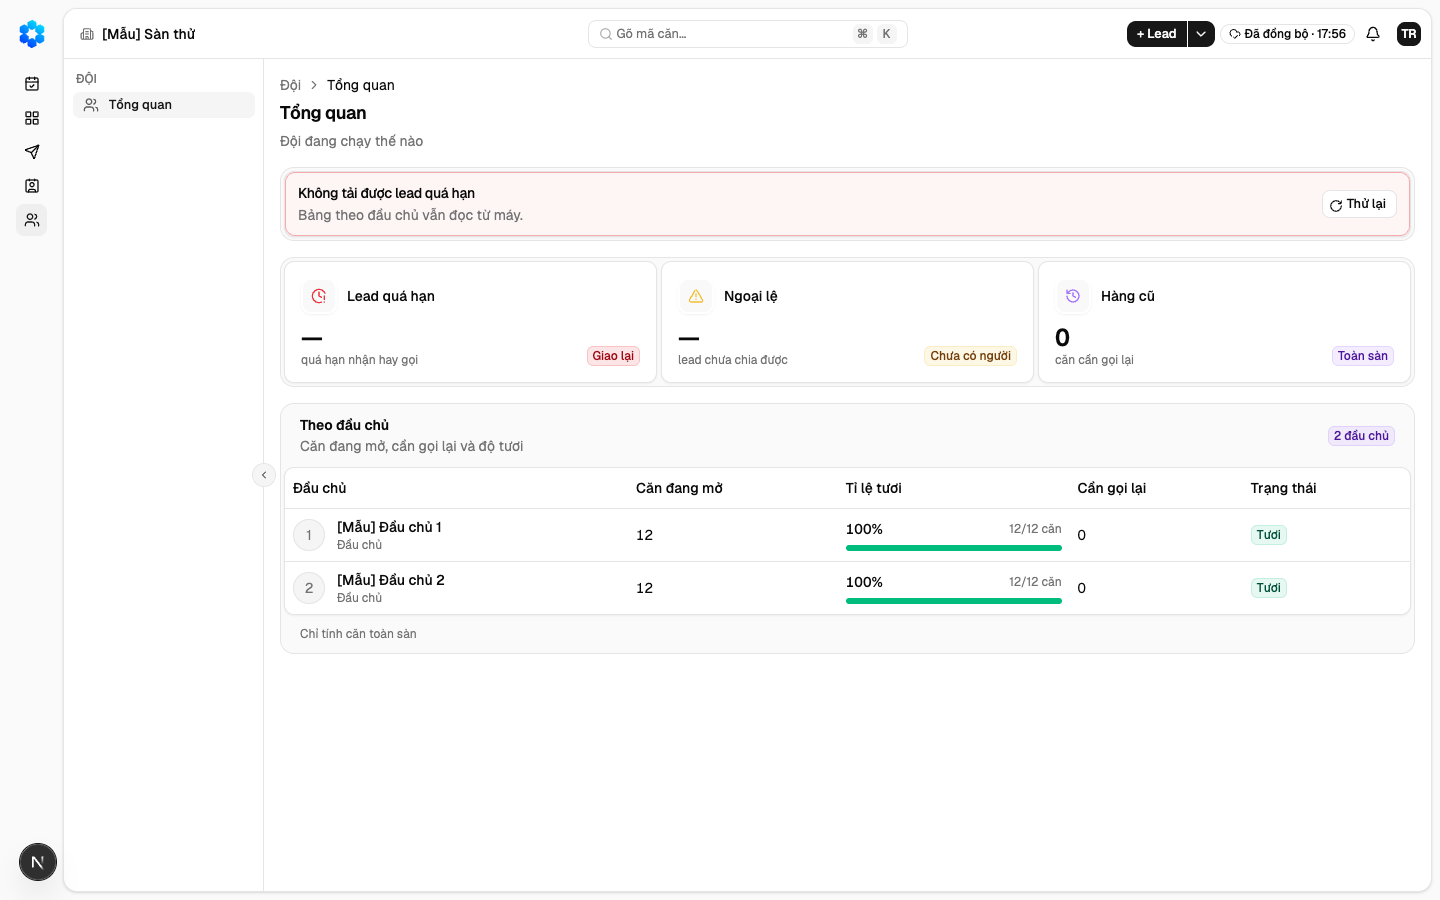 [Mẫu] Sàn thử
Gõ mã căn...
⌘ K
+ Lead
Đã đồng bộ · 17:56
TR
ĐỘI
Tổng quan
Đội > Tổng quan
Tổng quan
Đội đang chạy thế nào
Không tải được lead quá hạn
Bảng theo đầu chủ vẫn đọc từ máy.
Thử lại
Lead quá hạn
—
quá hạn nhận hay gọi
Giao lại
Ngoại lệ
—
lead chưa chia được
Chưa có người
Hàng cũ
0
căn cần gọi lại
Toàn sàn
Theo đầu chủ
Căn đang mở, cần gọi lại và độ tươi
2 đầu chủ
Đầu chủ Căn đang mở Tỉ lệ tươi Cần gọi lại Trạng thái
1 [Mẫu] Đầu chủ 1 12 100% 12/12 căn 0 Tươi
Đầu chủ
2 [Mẫu] Đầu chủ 2 12 100% 12/12 căn 0 Tươi
Đầu chủ
Chỉ tính căn toàn sàn
N